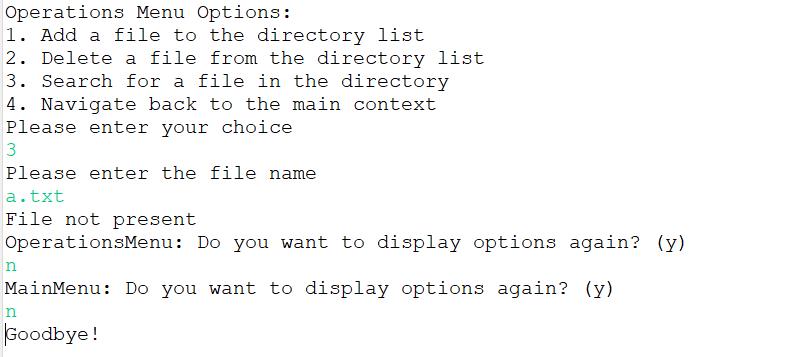 Operations Menu Options:
1. Add a file to the directory list
2. Delete a file from the directory list
3. Search for a file in the directory
4. Navigate back to the main context
Please enter your choice
3
Please enter the file name
a.txt
File not present
OperationsMenu: Do you want to display options again? (y)
n
MainMenu: Do you want to display options again? (y)
n
Goodbye!